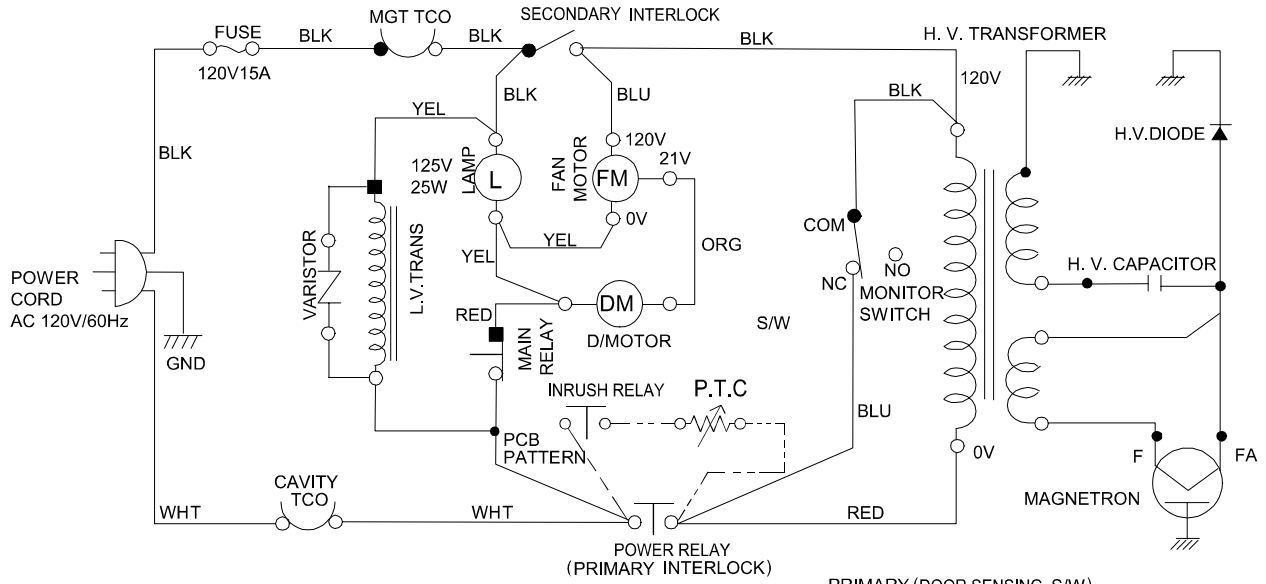 SECONDARY INTERLOCK
MGT TCO
FUSE
BLK
BLK
BLK
H. V. TRANSFORMER
120V15A
120V
BLK
BLU
BLK
YEL
H.V.DIODE
BLK
120V
21V
125V
25W
LAMP
L
FAN
MOTOR
FM
0V
COM
YEL
ORG
NO
NC
MONITOR
SWITCH
H. V. CAPACITOR
VARISTOR
L.V.TRANS
YEL
POWER
CORD
AC 120V/60Hz
GND
RED
DM
D/MOTOR
S/W
MAIN
RELAY
INRUSH RELAY
P.T.C
BLU
PCB
PATTERN
0V
F
FA
CAVITY
TCO
MAGNETRON
WHT
WHT
RED
POWER RELAY
(PRIMARY INTERLOCK)
PRIMARY (DOOR SENSING S/W)